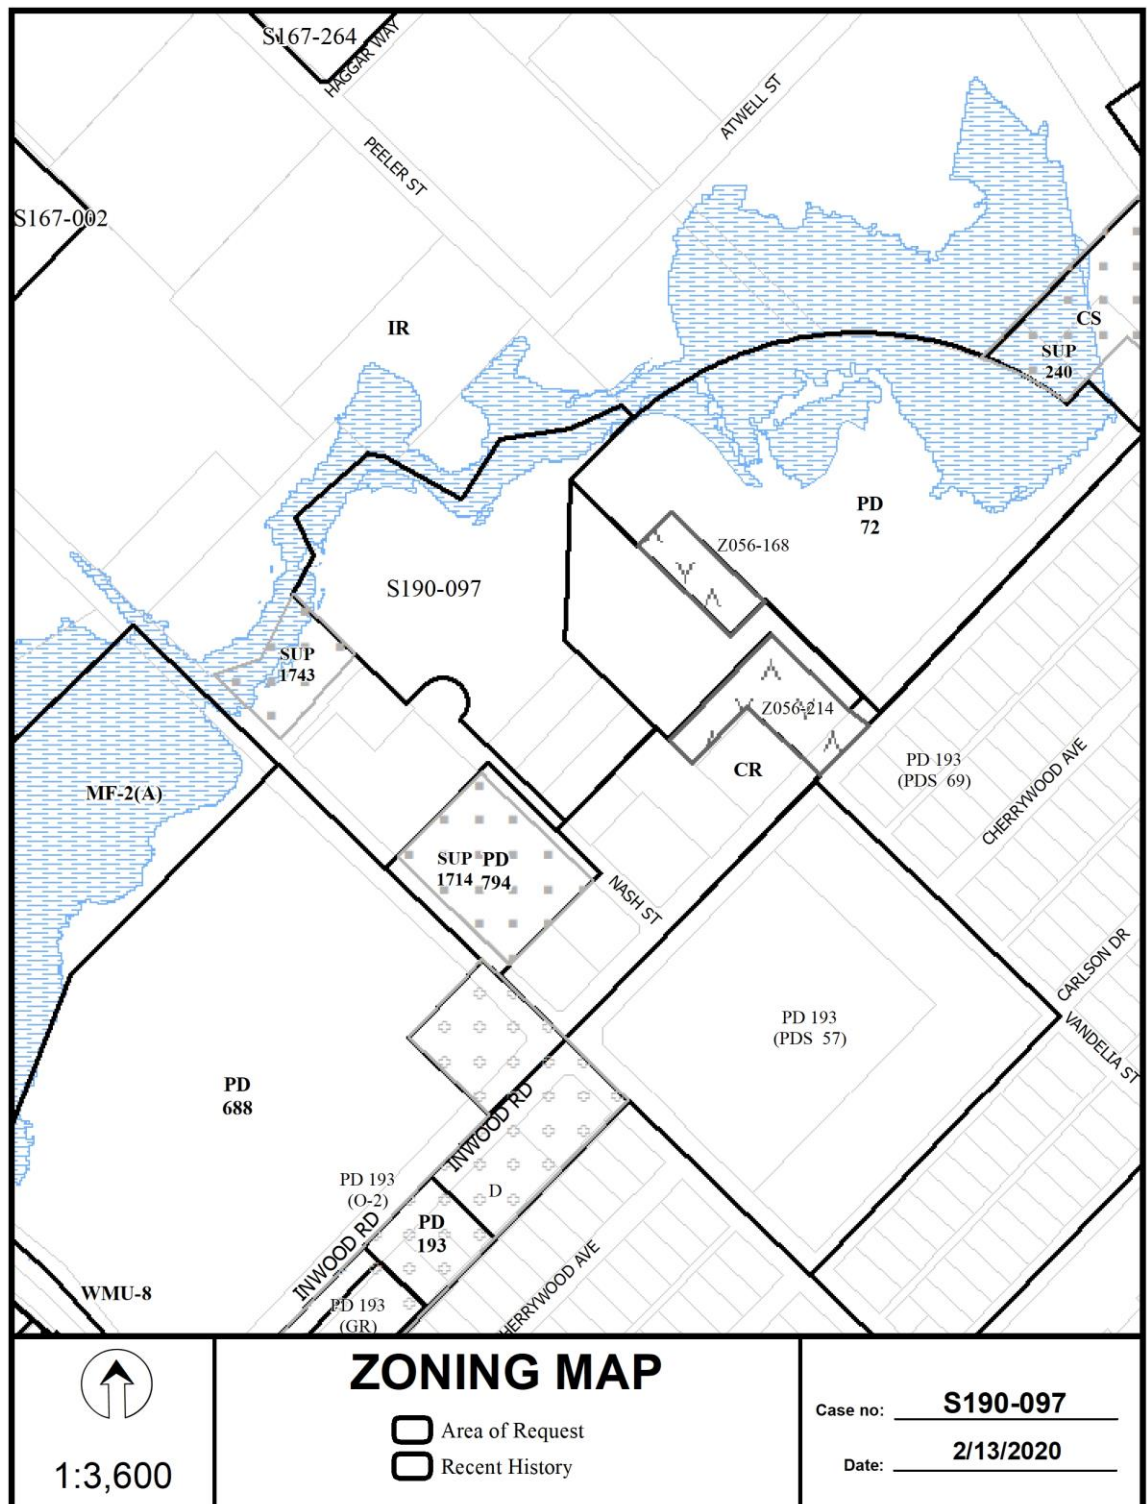 S167-264
HAGGAR WAY
ATWELL ST
PEELER ST
S167-002
IR
CS
SUP
240
PD
72
Z056-168
S190-097
SUP
1743
Z056-214
PD 193
(PDS 69)
CHERRYWOOD AVE
CR
MF-2(A)
SUP
1714
PD
794
NASH ST
CARLSON DR
VANDELIA ST
PD 193
(PDS 57)
PD
688
INWOOD RD
PD 193
(O-2)
D
PD
193
INWOOD RD
HERRYWOOD AVE
WMU-8
PD 193
(GR)
ZONING MAP
Area of Request
Recent History
1:3,600
Case no: S190-097
Date: 2/13/2020